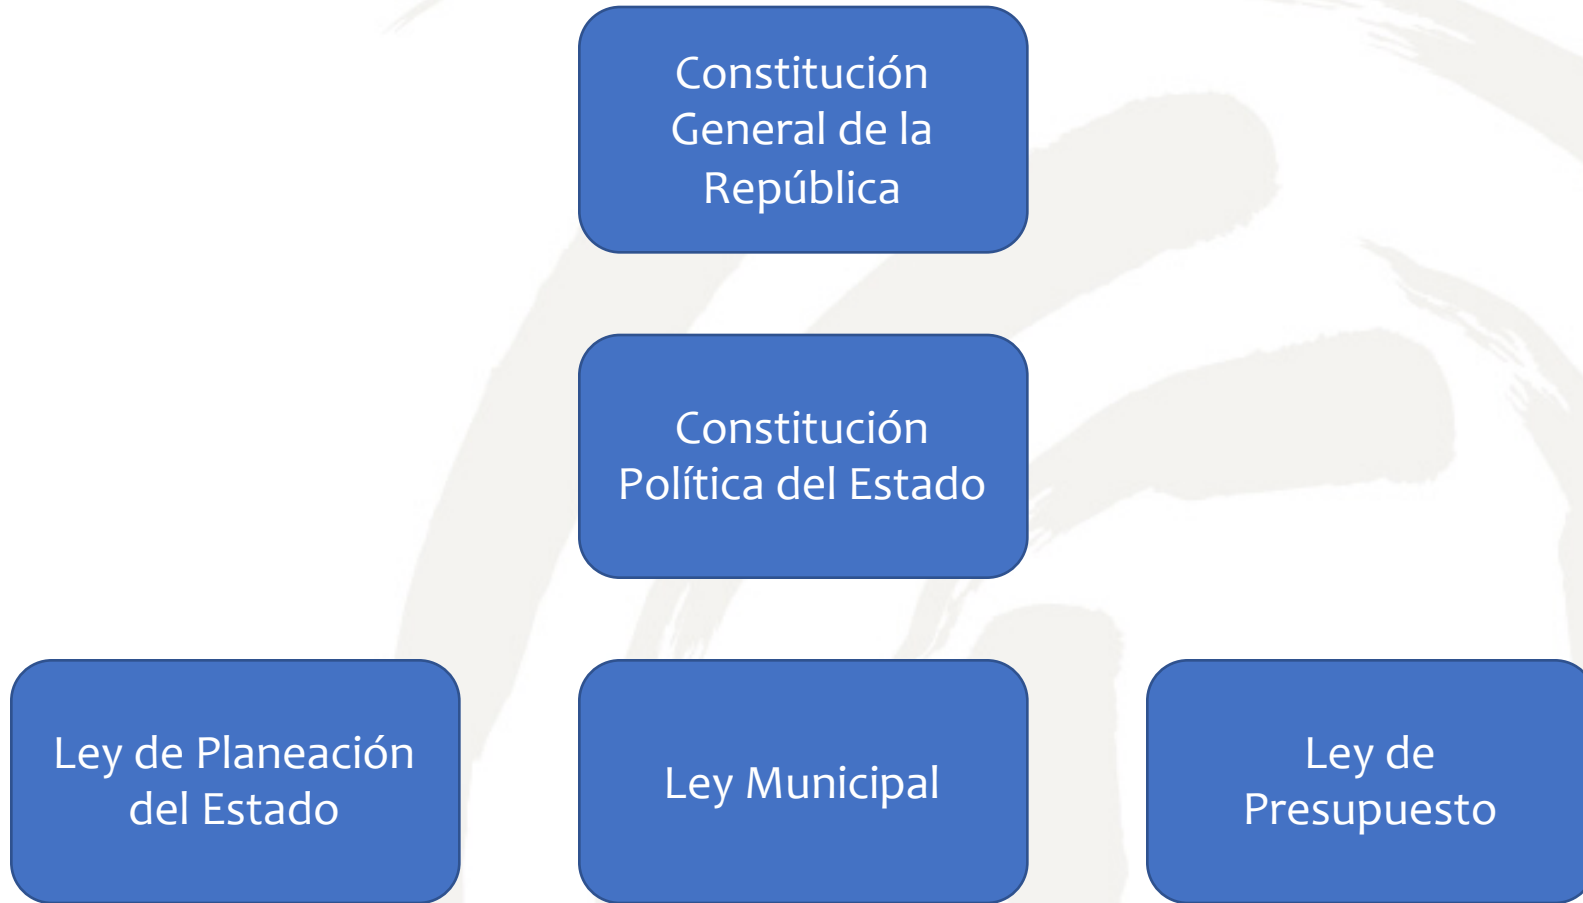 Constitución
General de la
República
Constitución
Política del Estado
Ley de Planeación
del Estado
Ley Municipal
Ley de
Presupuesto